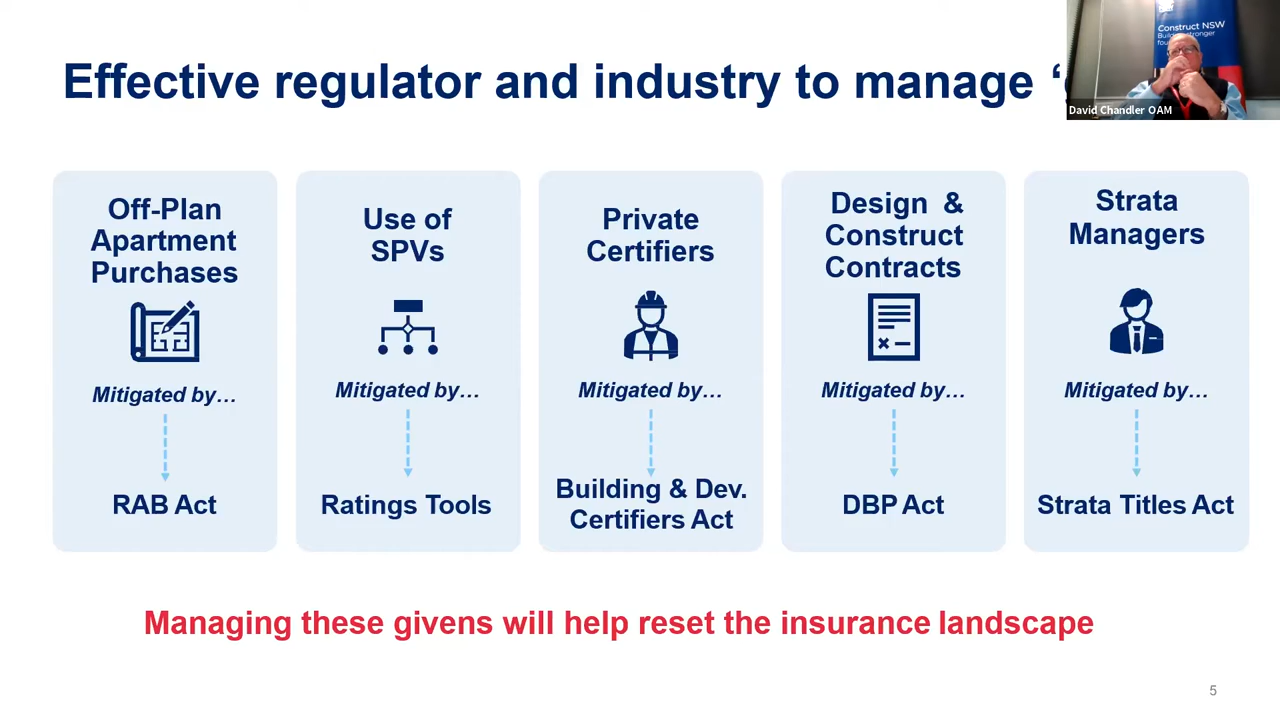 Effective regulator and industry to manage
Construct NSW
David Chandler OAM
Off-Plan
Apartment
Purchases
Mitigated by…
RAB Act
Use of
SPVs
Mitigated by…
Ratings Tools
Private
Certifiers
Mitigated by…
Building & Dev.
Certifiers Act
Design &
Construct
Contracts
Mitigated by…
DBP Act
Strata
Managers
Mitigated by…
Strata Titles Act
Managing these givens will help reset the insurance landscape
5